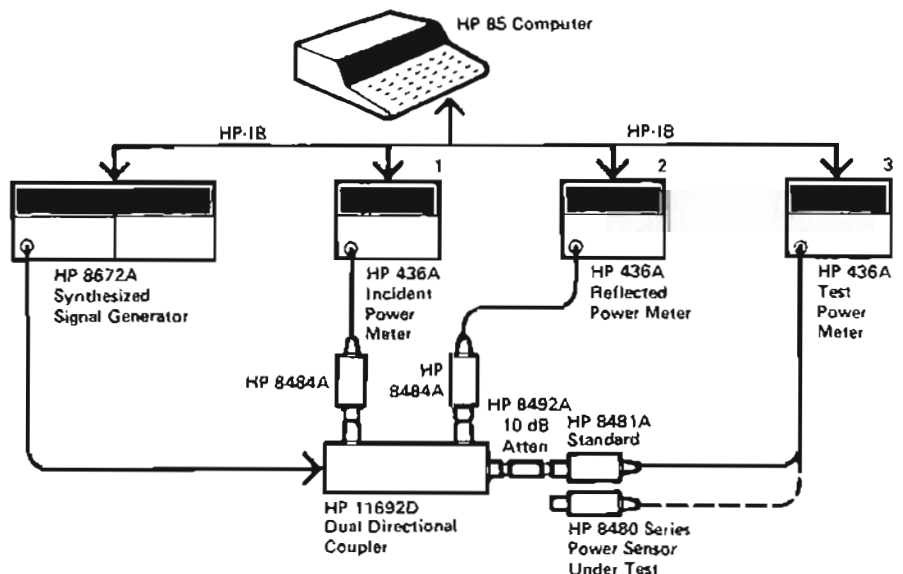 HP 85 Computer
HP-IB
HP-IB
1
2
3
HP 8672A
Synthesized
Signal Generator
HP 436A
Incident
Power
Meter
HP 436A
Reflected
Power Meter
HP 436A
Test
Power
Meter
HP 8484A
HP
8484A
HP 8492A
10 dB
Atten
HP 8481A
Standard
HP 11692D
Dual Directional
Coupler
HP 8480 Series
Power Sensor
Under Test